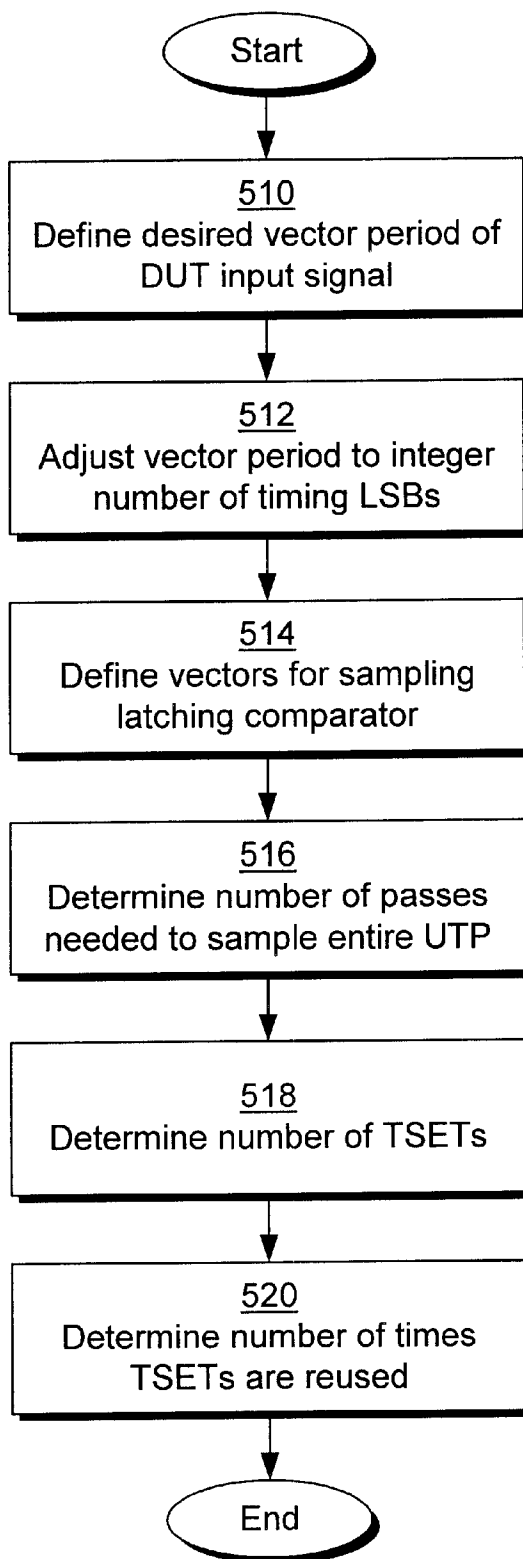 Start
510
Define desired vector period of
DUT input signal
512
Adjust vector period to integer
number of timing LSBs
514
Define vectors for sampling
latching comparator
516
Determine number of passes
needed to sample entire UTP
518
Determine number of TSETs
520
Determine number of times
TSETs are reused
End